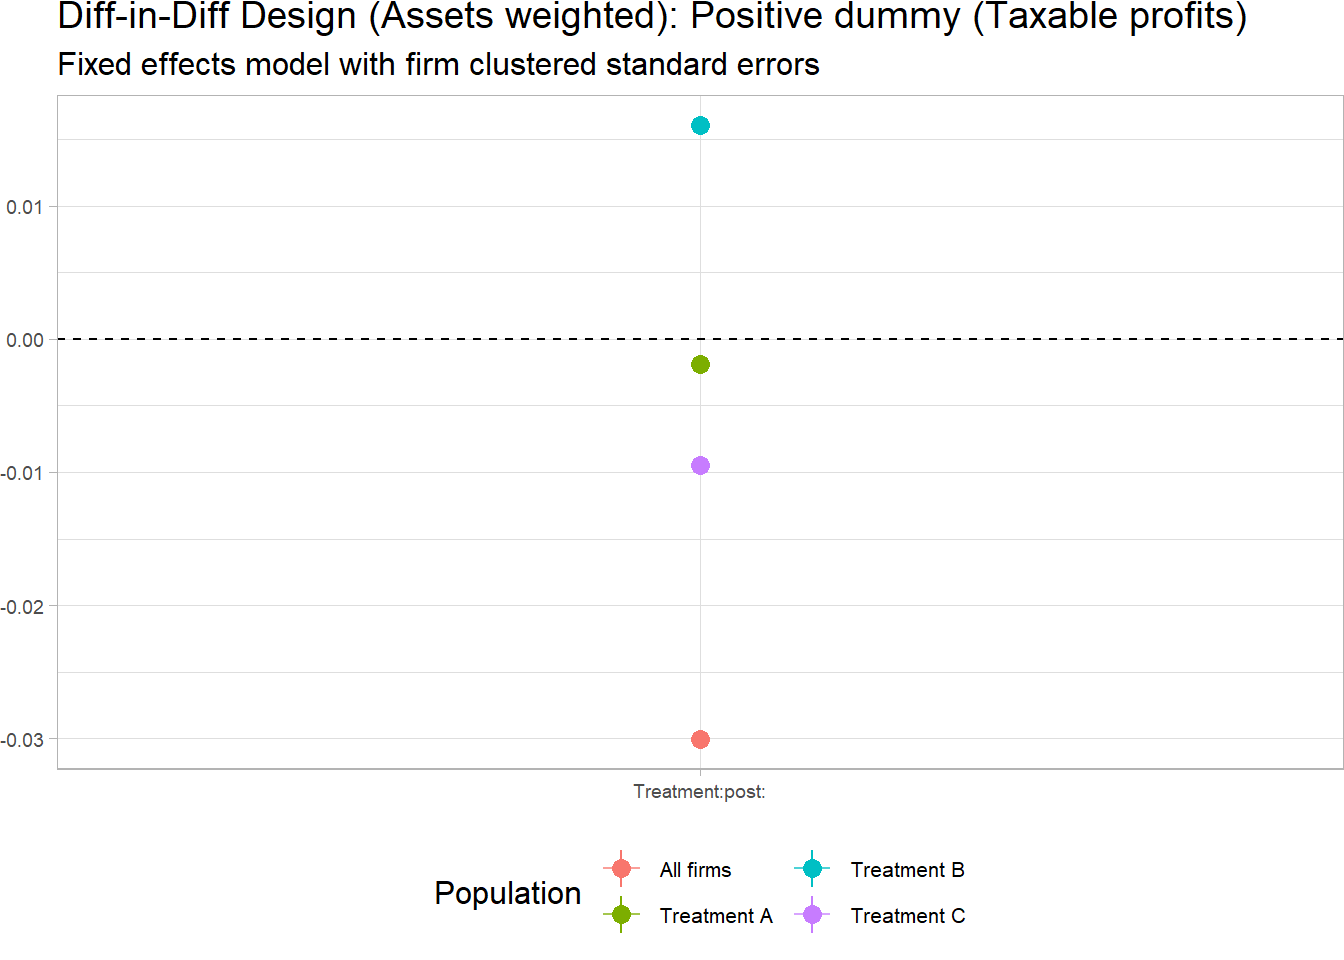 Diff-in-Diff Design (Assets weighted): Positive dummy (Taxable profits)
Fixed effects model with firm clustered standard errors
0.01
0.00
-0.01
-0.02
-0.03
Treatment:post:
Population
All firms
Treatment B
Treatment A
Treatment C